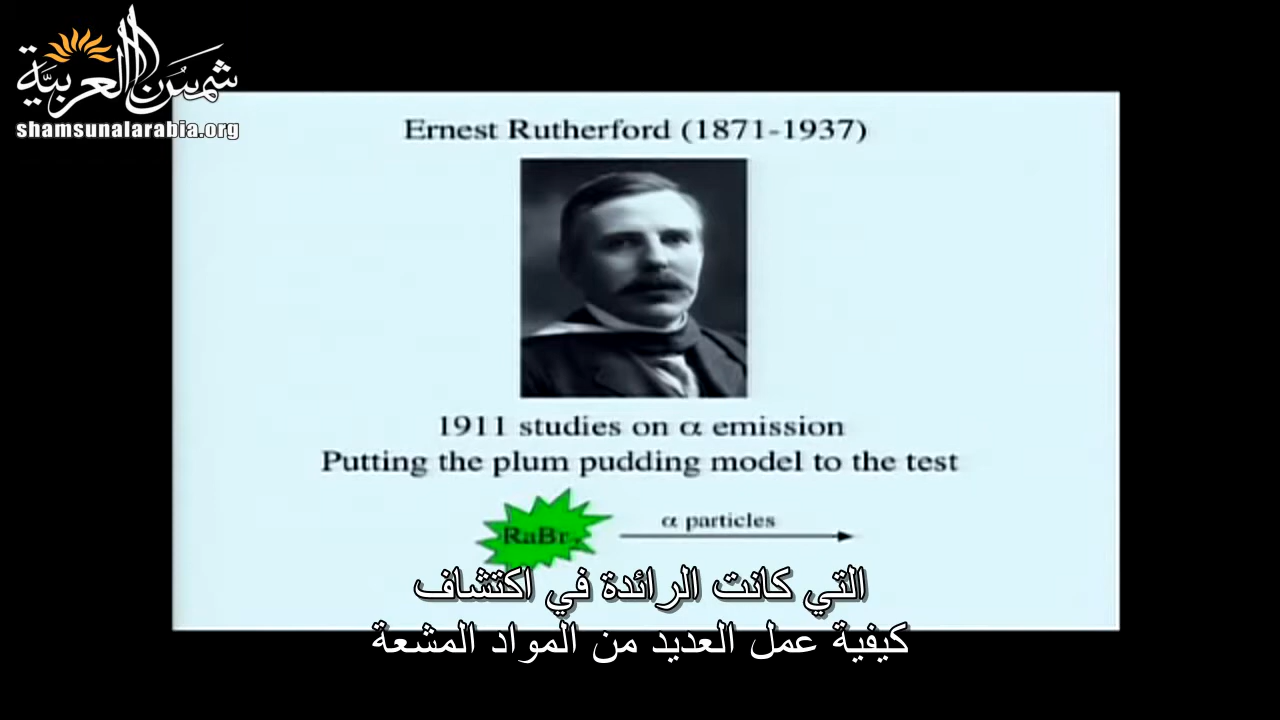 شمس العربية
shamsunalarabia.org
Ernest Rutherford (1871-1937)
1911 studies on α emission
Putting the plum pudding model to the test
RaBr₂
α particles
التي كانت الرائدة في اكتشاف
كيفية عمل العديد من المواد المشعة